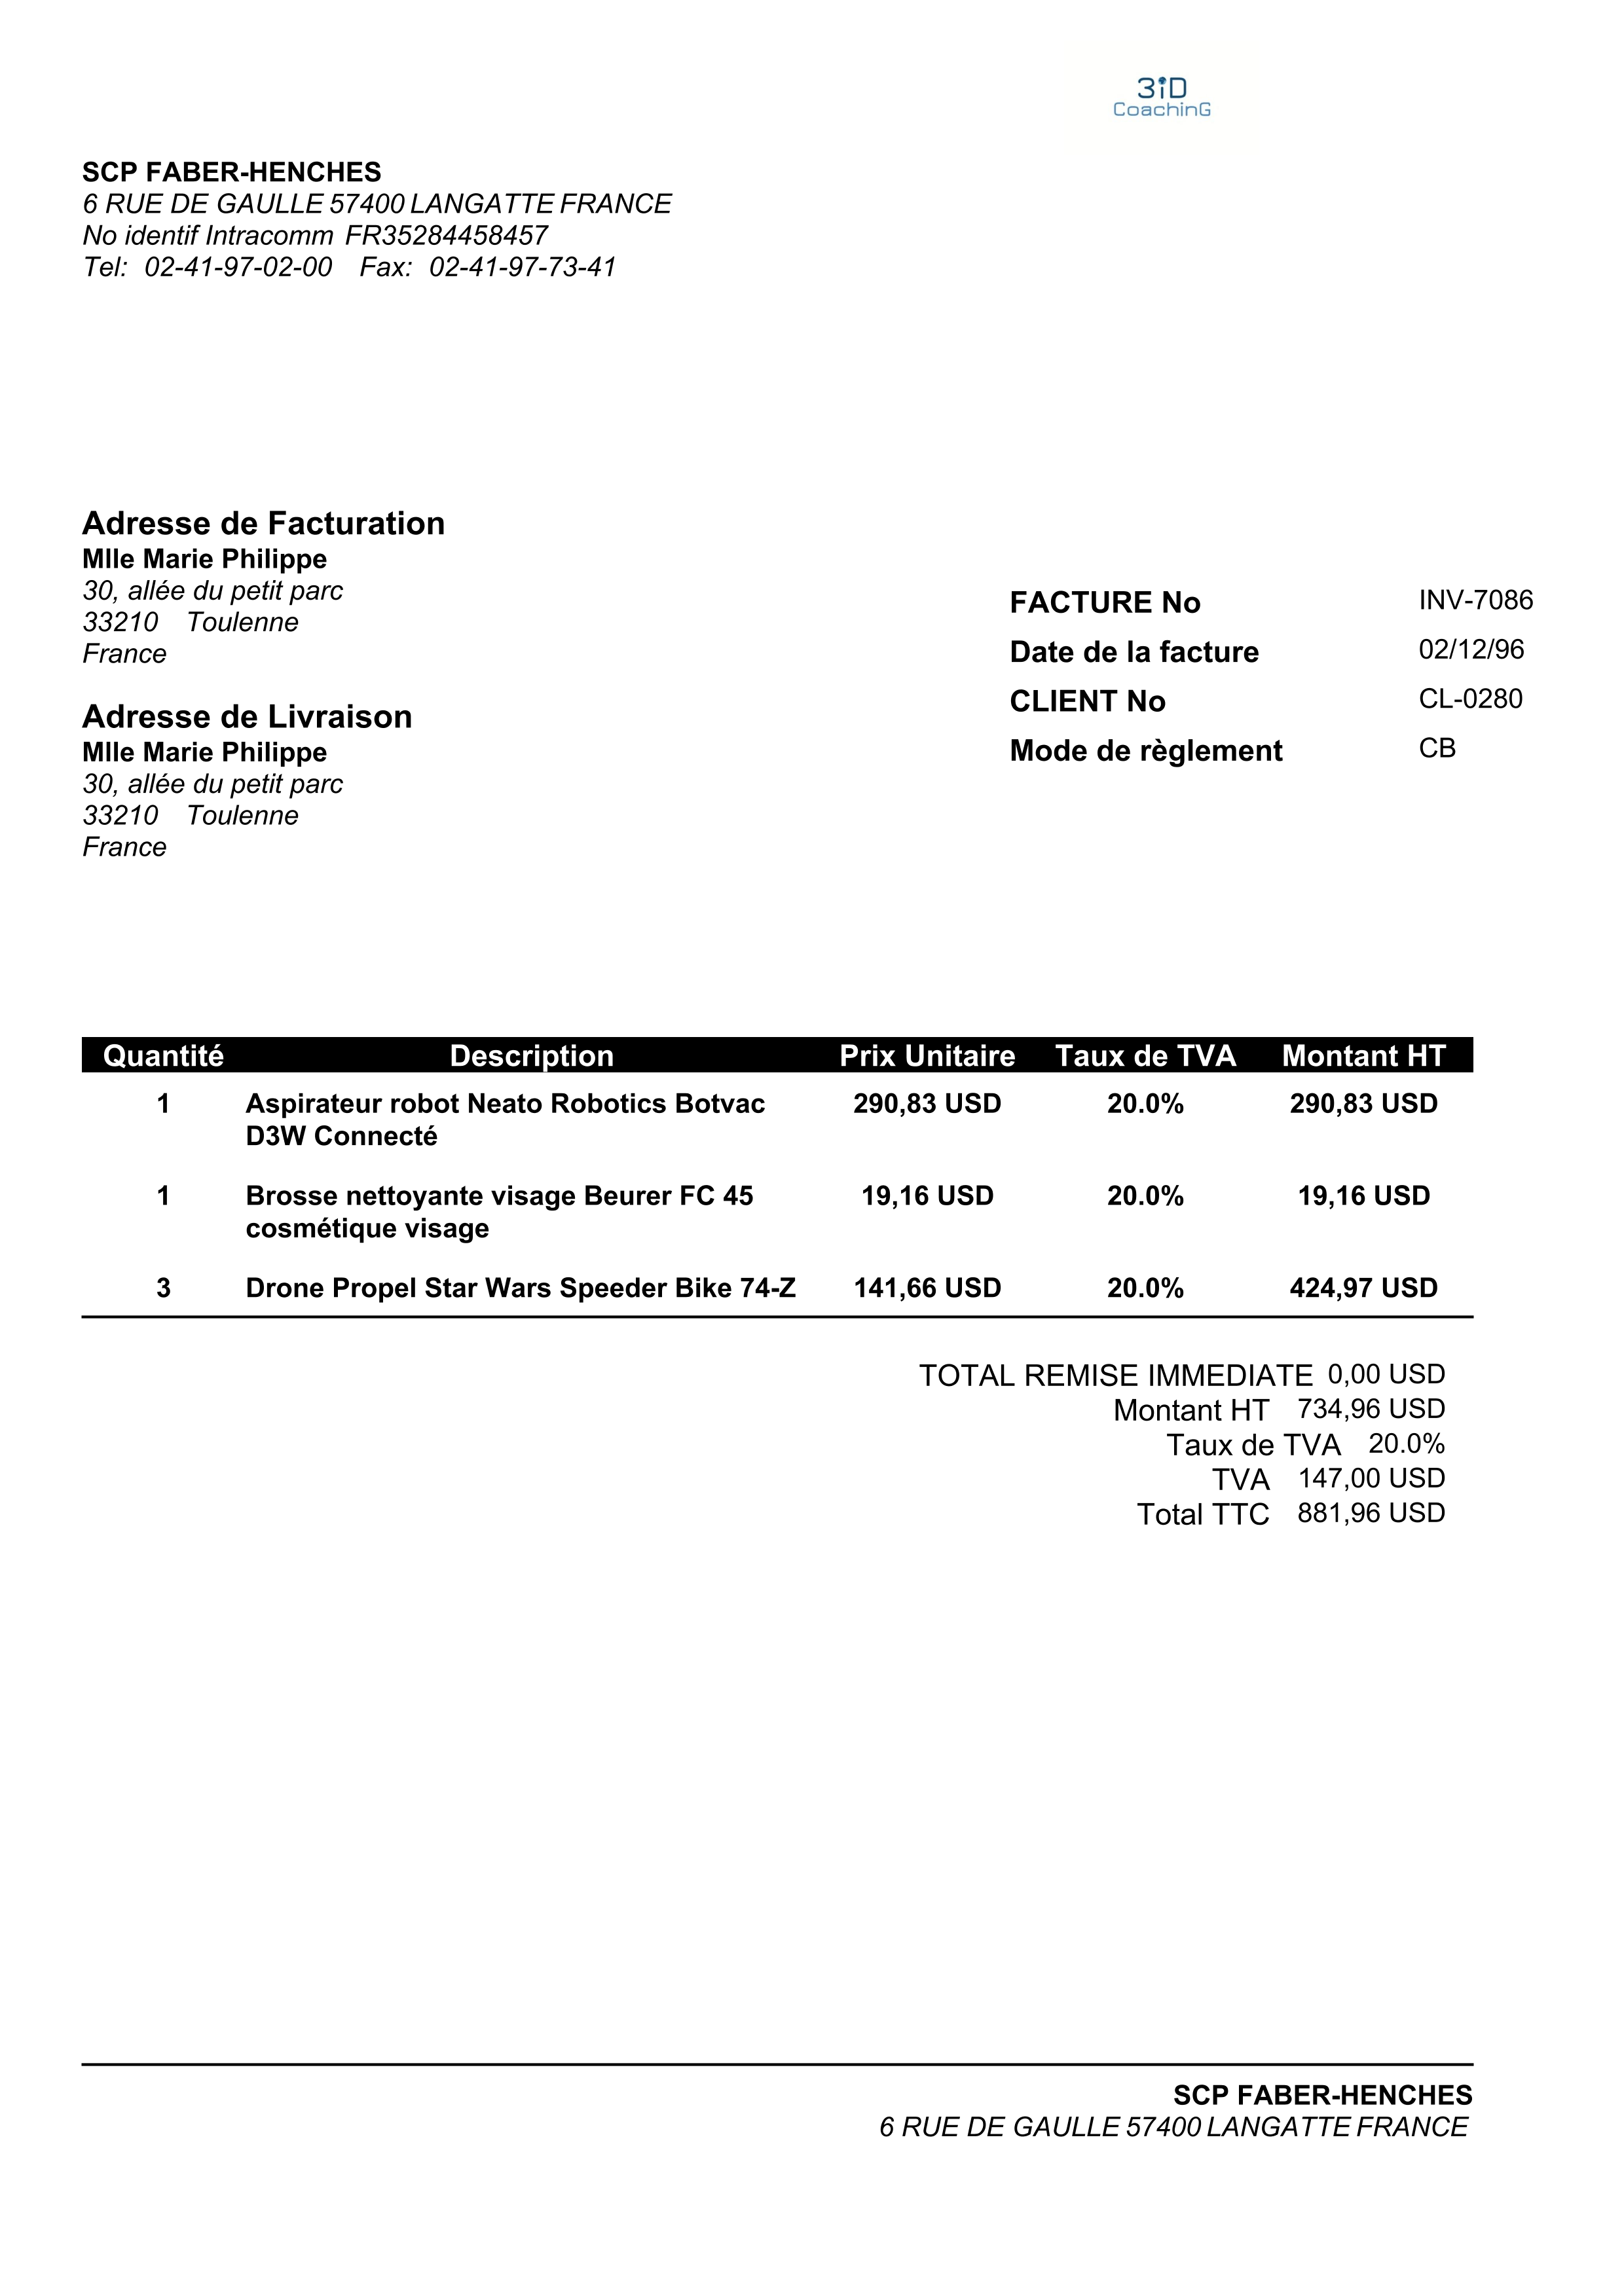 3iD
CoachinG
SCP FABER-HENCHES
6 RUE DE GAULLE 57400 LANGATTE FRANCE
No identif Intracomm FR35284458457
Tel: 02-41-97-02-00 Fax: 02-41-97-73-41
Adresse de Facturation
Mlle Marie Philippe
30, allée du petit parc
33210 Toulenne
France
FACTURE No INV-7086
Date de la facture 02/12/96
CLIENT No CL-0280
Mode de règlement CB
Adresse de Livraison
Mlle Marie Philippe
30, allée du petit parc
33210 Toulenne
France
Quantité Description Prix Unitaire Taux de TVA Montant HT
1 Aspirateur robot Neato Robotics Botvac 290,83 USD 20.0% 290,83 USD
D3W Connecté
1 Brosse nettoyante visage Beurer FC 45 19,16 USD 20.0% 19,16 USD
cosmétique visage
3 Drone Propel Star Wars Speeder Bike 74-Z 141,66 USD 20.0% 424,97 USD
TOTAL REMISE IMMEDIATE 0,00 USD
Montant HT 734,96 USD
Taux de TVA 20.0%
TVA 147,00 USD
Total TTC 881,96 USD
SCP FABER-HENCHES
6 RUE DE GAULLE 57400 LANGATTE FRANCE